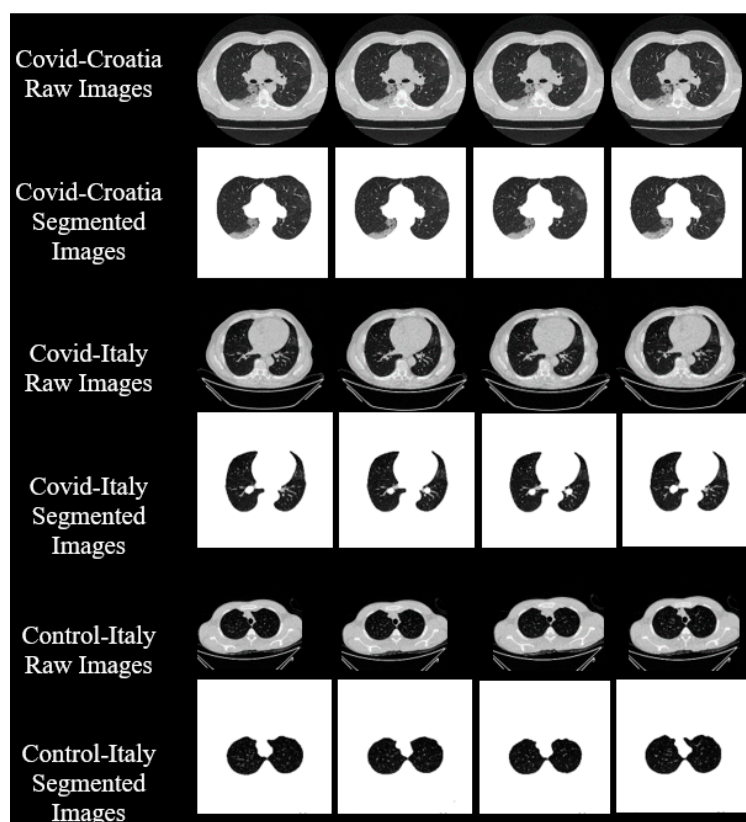 Covid-Croatia
Raw Images
Covid-Croatia
Segmented
Images
Covid-Italy
Raw Images
Covid-Italy
Segmented
Images
Control-Italy
Raw Images
Control-Italy
Segmented
Images